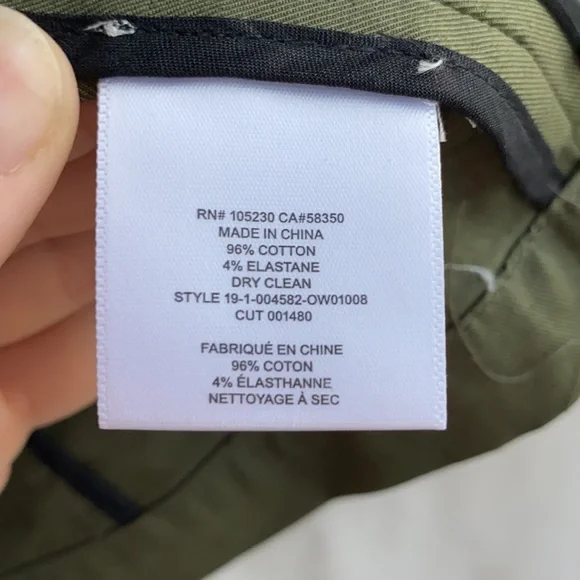 RN# 105230 CA#58350
MADE IN CHINA
96% COTTON
4% ELASTANE
DRY CLEAN
STYLE 19-1-004582-OW01008
CUT 001480
FABRIQUÉ EN CHINE
96% COTON
4% ÉLASTHANNE
NETTOYAGE À SEC